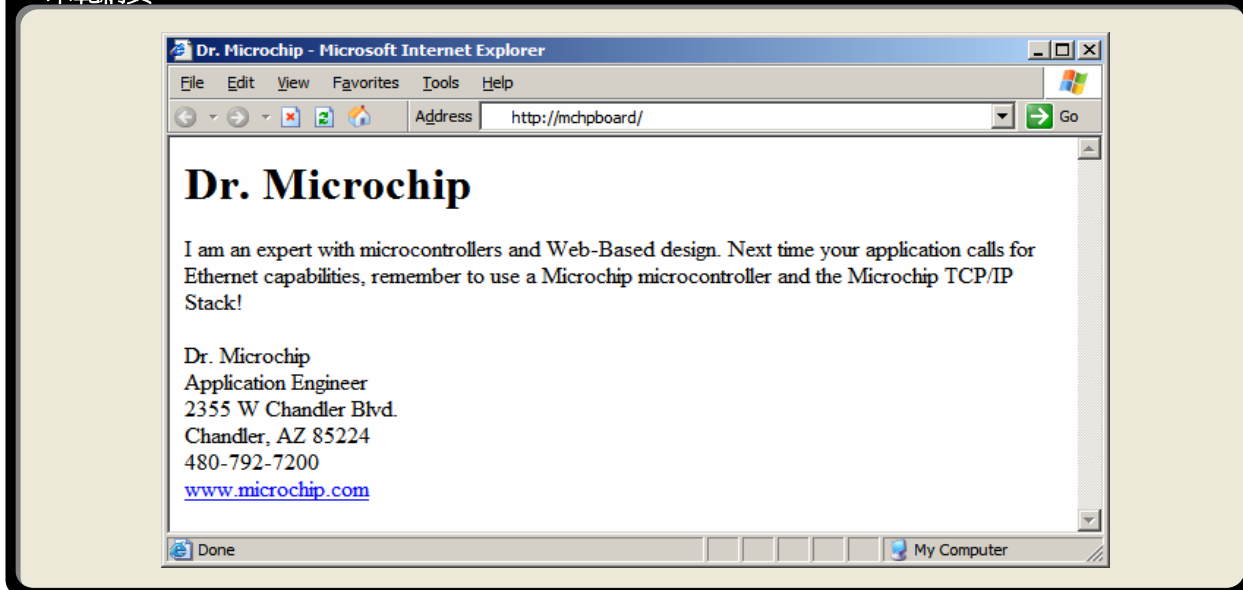 Dr. Microchip - Microsoft Internet Explorer
File Edit View Favorites Tools Help
Address http://mchpboard/ Go
Dr. Microchip
I am an expert with microcontrollers and Web-Based design. Next time your application calls for
Ethernet capabilities, remember to use a Microchip microcontroller and the Microchip TCP/IP
Stack!
Dr. Microchip
Application Engineer
2355 W Chandler Blvd.
Chandler, AZ 85224
480-792-7200
www.microchip.com
Done My Computer